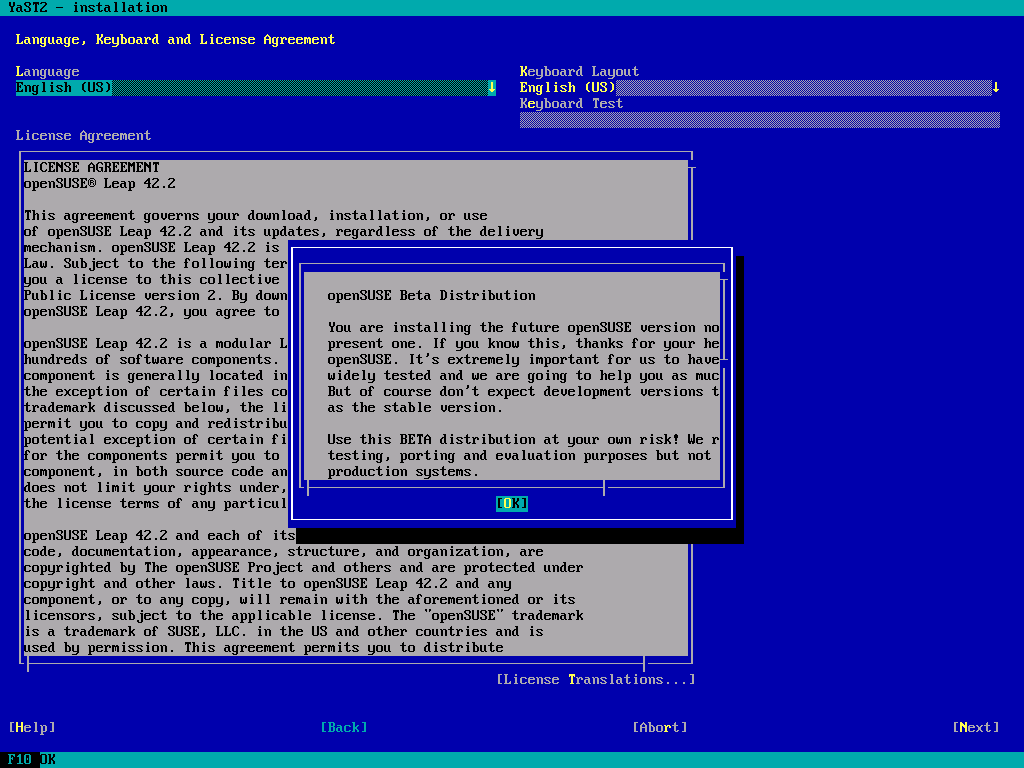 YaST2 - installation
Language, Keyboard and License Agreement
Language
English (US)
Keyboard Layout
English (US)
Keyboard Test
License Agreement
LICENSE AGREEMENT
openSUSE® Leap 42.2
This agreement governs your download, installation, or use
of openSUSE Leap 42.2 and its updates, regardless of the delivery
mechanism. openSUSE Leap 42.2 is
Law. Subject to the following ter
you a license to this collective
Public License version 2. By down
openSUSE Leap 42.2, you agree to
openSUSE Leap 42.2 is a modular L
hundreds of software components.
component is generally located in
the exception of certain files co
trademark discussed below, the li
permit you to copy and redistribu
potential exception of certain fi
for the components permit you to
component, in both source code an
does not limit your rights under,
the license terms of any particul
openSUSE Leap 42.2 and each of its
code, documentation, appearance, structure, and organization, are
copyrighted by The openSUSE Project and others and are protected under
copyright and other laws. Title to openSUSE Leap 42.2 and any
component, or to any copy, will remain with the aforementioned or its
licensors, subject to the applicable license. The "openSUSE" trademark
is a trademark of SUSE, LLC. in the US and other countries and is
used by permission. This agreement permits you to distribute
openSUSE Beta Distribution
You are installing the future openSUSE version no
present one. If you know this, thanks for your he
openSUSE. It's extremely important for us to have
widely tested and we are going to help you as muc
But of course don't expect development versions t
as the stable version.
Use this BETA distribution at your own risk! We r
testing, porting and evaluation purposes but not
production systems.
[OK]
[License Translations...]
[Help]
[Back]
[Abort]
[Next]
F10 OK